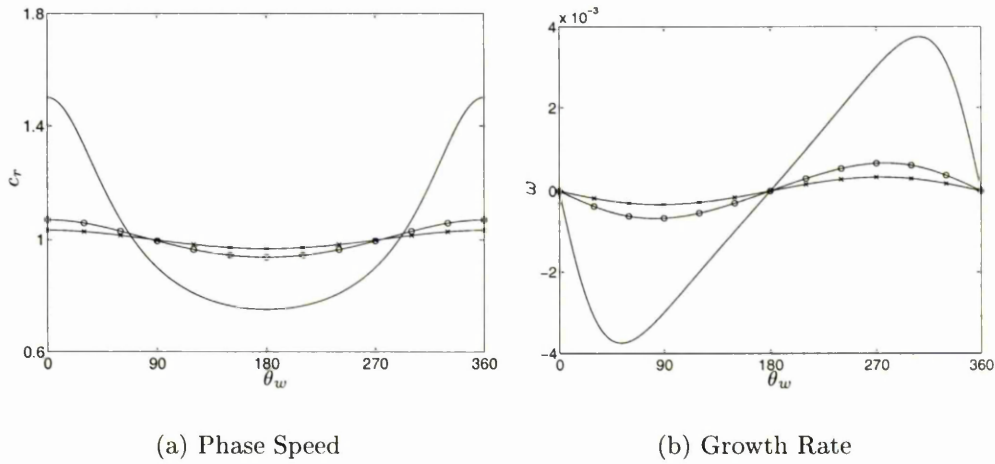 1.8
1.4
1
0.6
c_r
0 90 180 270 360
θ_w
x 10⁻³
4
2
0
−2
−4
ω
0 90 180 270 360
θ_w
(a) Phase Speed
(b) Growth Rate